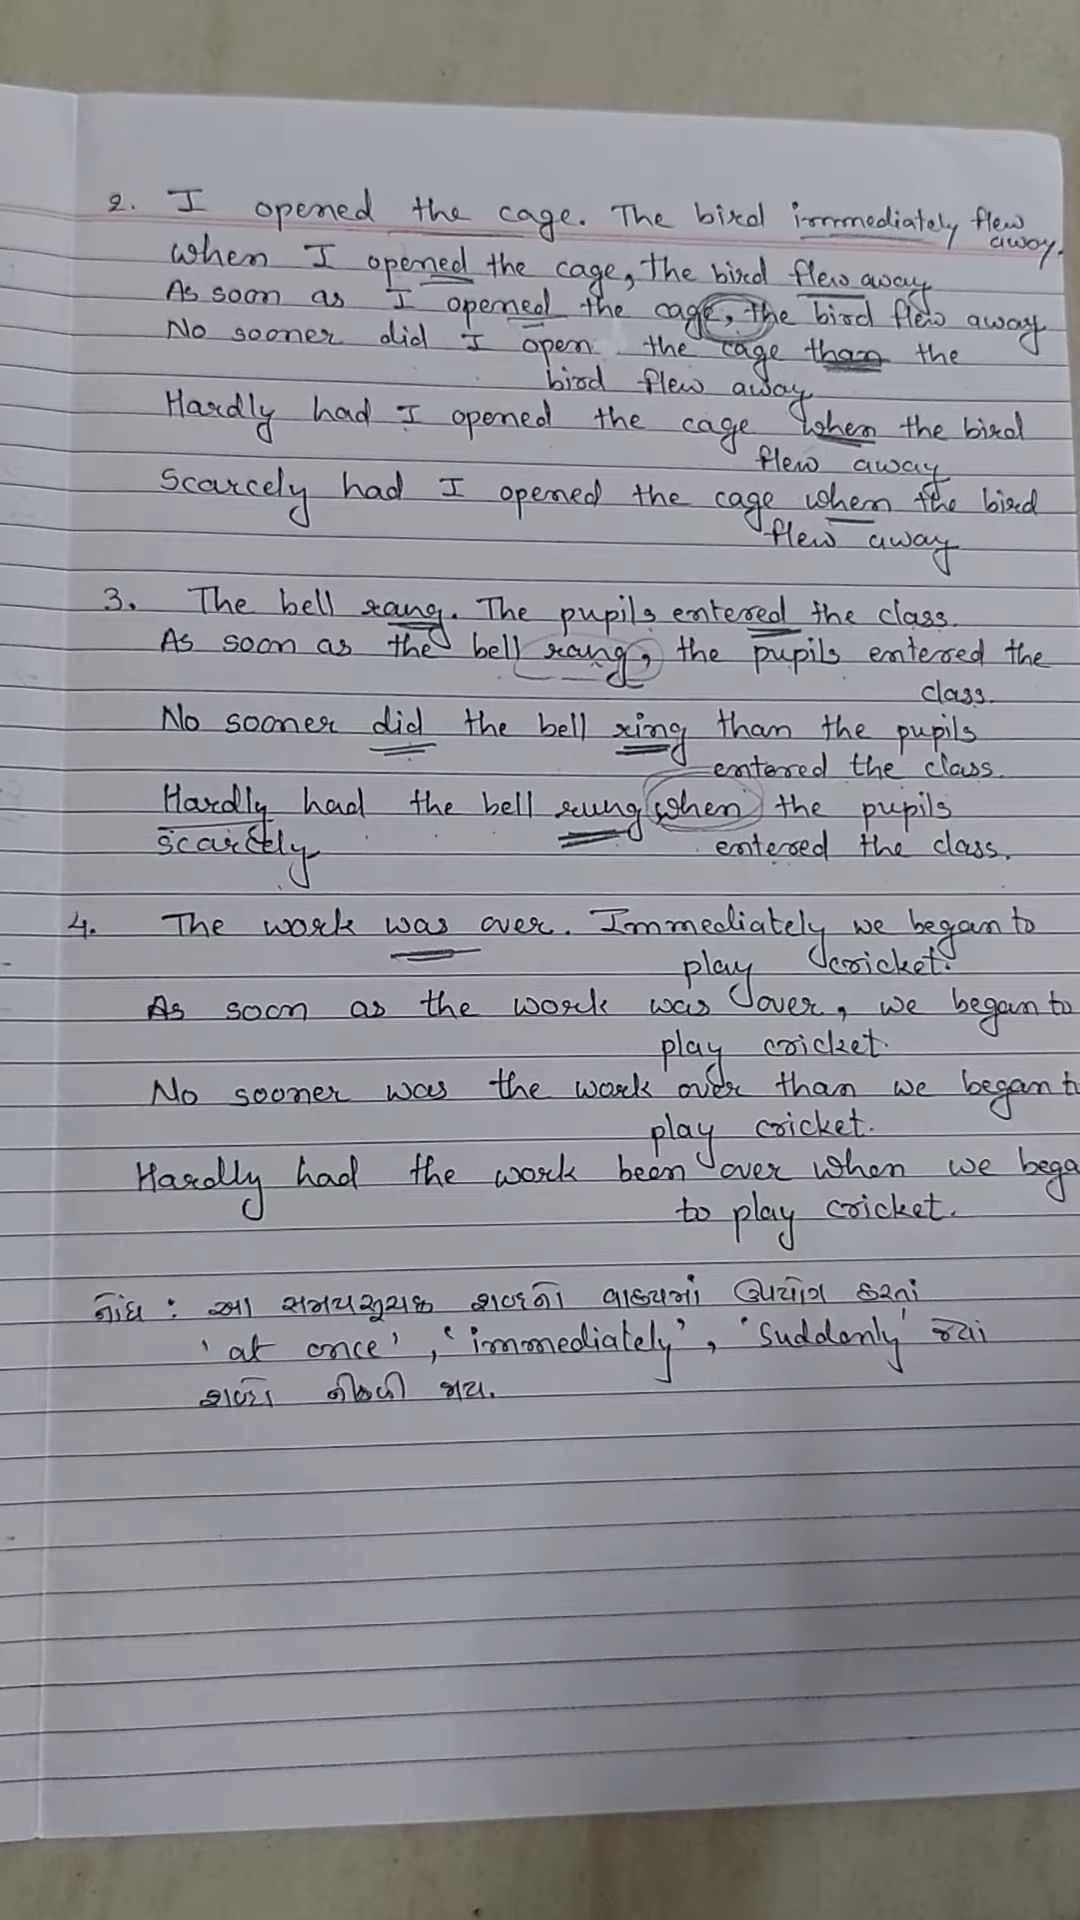 2. I opened the cage. The bird immediately flew
away.
when I opened the cage, the bird flew away
As soon as I opened the cage, the bird flew away
No sooner did I open the cage than the
bird flew away
Hardly had I opened the cage when the bird
flew away
Scarcely had I opened the cage when the bird
flew away
3. The bell rang. The pupils entered the class.
As soon as the bell rang, the pupils entered the
class.
No sooner did the bell ring than the pupils
entered the class.
Hardly had the bell rung when the pupils
Scarcely entered the class.
4. The work was over. Immediately we began to
play cricket.
As soon as the work was over, we began to
play cricket.
No sooner was the work over than we began t
play cricket.
Hardly had the work been over when we bega
to play cricket.
નોંધ : આ સમયસૂચક શબ્દનો વાક્યમાં ઉપયોગ કરતાં
'at once', 'immediately', 'Suddenly' જેવાં
શબ્દો નીકળી જાય.